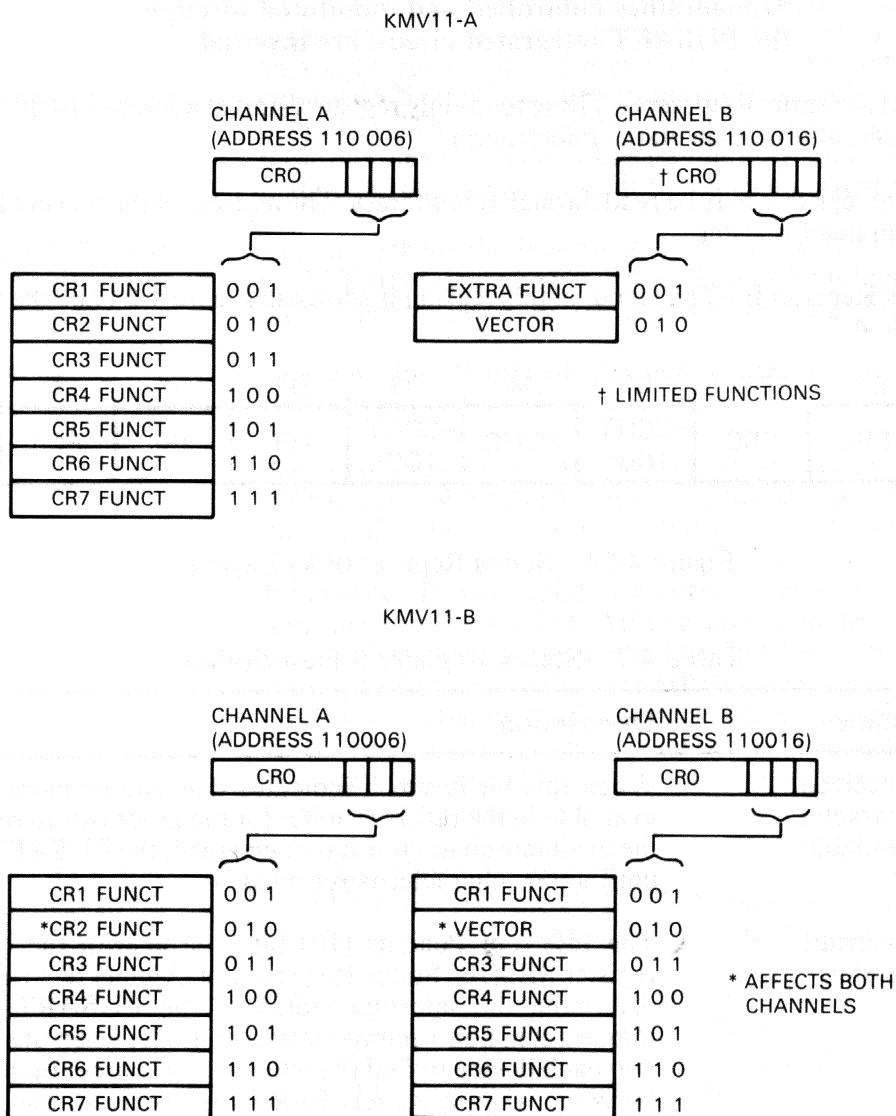 KMV11-A
CHANNEL A
(ADDRESS 110 006)
CRO
CR1 FUNCT 0 0 1
CR2 FUNCT 0 1 0
CR3 FUNCT 0 1 1
CR4 FUNCT 1 0 0
CR5 FUNCT 1 0 1
CR6 FUNCT 1 1 0
CR7 FUNCT 1 1 1
CHANNEL B
(ADDRESS 110 016)
† CRO
EXTRA FUNCT 0 0 1
VECTOR 0 1 0
† LIMITED FUNCTIONS
KMV11-B
CHANNEL A
(ADDRESS 110006)
CRO
CR1 FUNCT 0 0 1
*CR2 FUNCT 0 1 0
CR3 FUNCT 0 1 1
CR4 FUNCT 1 0 0
CR5 FUNCT 1 0 1
CR6 FUNCT 1 1 0
CR7 FUNCT 1 1 1
CHANNEL B
(ADDRESS 110016)
CRO
CR1 FUNCT 0 0 1
* VECTOR 0 1 0
CR3 FUNCT 0 1 1
CR4 FUNCT 1 0 0
CR5 FUNCT 1 0 1
CR6 FUNCT 1 1 0
CR7 FUNCT 1 1 1
* AFFECTS BOTH
CHANNELS